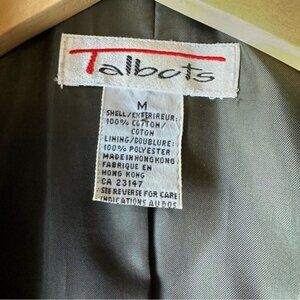 Talbots
M
SHELL/EXTERIEUR:
100% COTTON/
COTON
LINING/DOUBLURE:
100% POLYESTER
MADE IN HONG KONG
FABRIQUE EN
HONG KONG
CA 23147
SEE REVERSE FOR CARE
INDICATIONS AU DOS